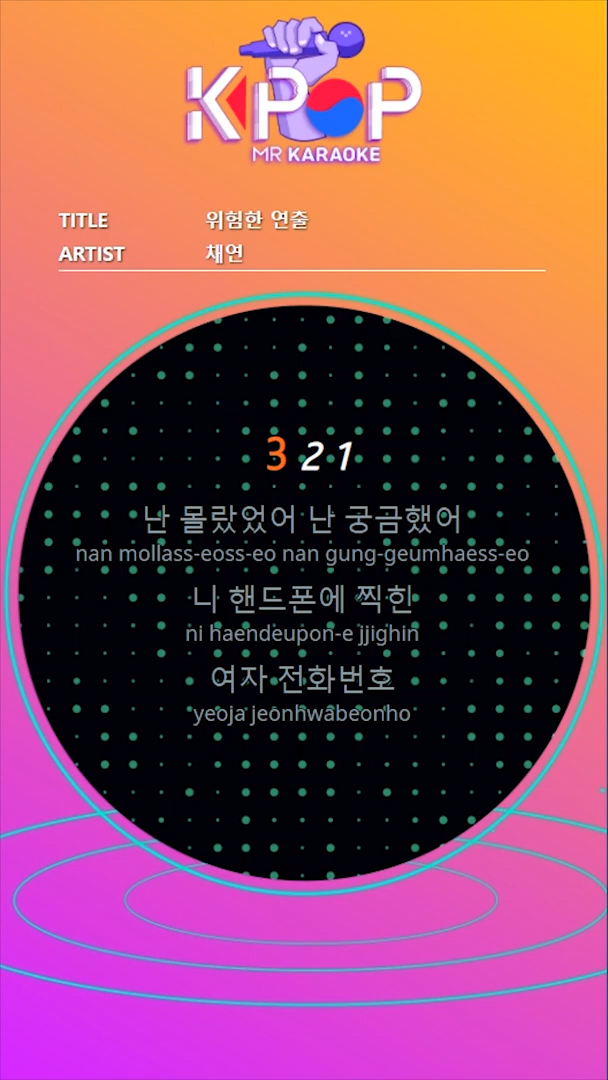 KPOP
MR KARAOKE
TITLE 위험한 연출
ARTIST 채연
3 2 1
난 몰랐었어 난 궁금했어
nan mollass-eoss-eo nan gung-geumhaess-eo
니 핸드폰에 찍힌
ni haendeupon-e jjighin
여자 전화번호
yeoja jeonhwabeonho